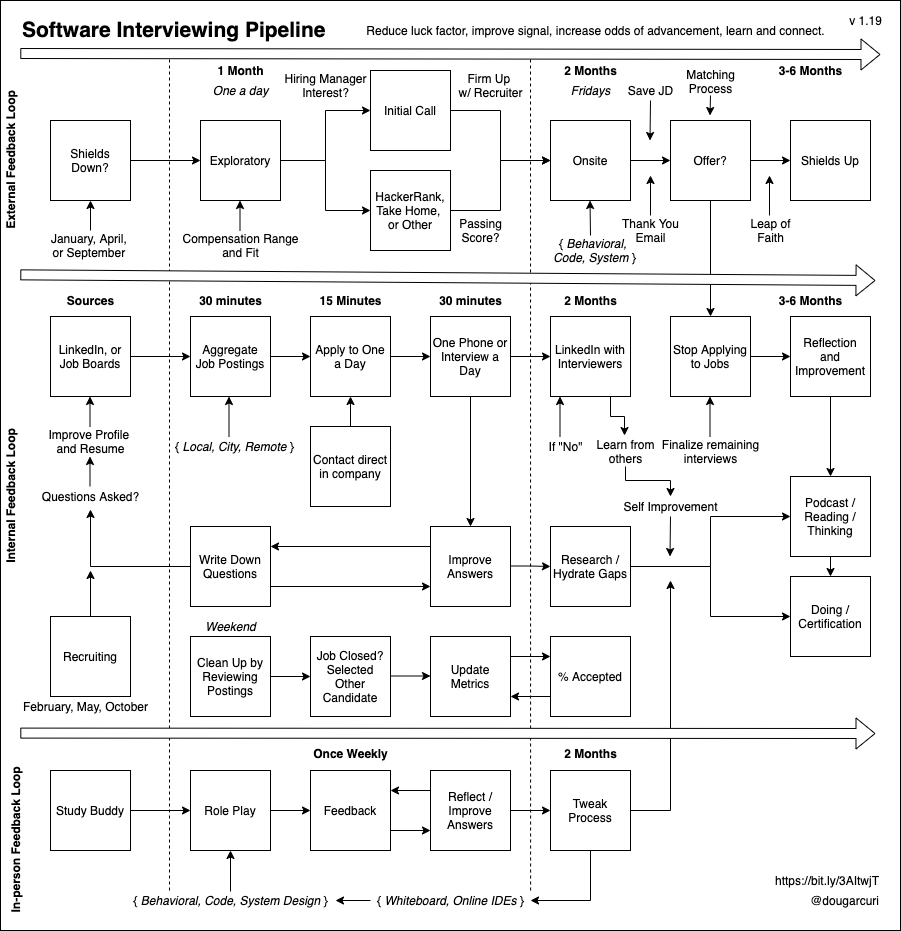 Software Interviewing Pipeline
Reduce luck factor, improve signal, increase odds of advancement, learn and connect.
v 1.19
External Feedback Loop
1 Month
One a day
2 Months
Fridays
3-6 Months
Shields
Down?
January, April,
or September
Exploratory
Compensation Range
and Fit
Hiring Manager
Interest?
Initial Call
HackerRank,
Take Home,
or Other
Firm Up
w/ Recruiter
Passing
Score?
Onsite
{ Behavioral,
Code, System }
Save JD
Thank You
Email
Matching
Process
Offer?
Leap of
Faith
Shields Up
Internal Feedback Loop
Sources
30 minutes
15 Minutes
30 minutes
2 Months
3-6 Months
LinkedIn, or
Job Boards
Aggregate
Job Postings
Apply to One
a Day
One Phone or
Interview a
Day
LinkedIn with
Interviewers
Stop Applying
to Jobs
Reflection
and
Improvement
Improve Profile
and Resume
{ Local, City, Remote }
Contact direct
in company
If "No"
Learn from
others
Finalize remaining
interviews
Questions Asked?
Self Improvement
Podcast /
Reading /
Thinking
Write Down
Questions
Improve
Answers
Research /
Hydrate Gaps
Doing /
Certification
Recruiting
February, May, October
Weekend
Clean Up by
Reviewing
Postings
Job Closed?
Selected
Other
Candidate
Update
Metrics
% Accepted
In-person Feedback Loop
Once Weekly
2 Months
Study Buddy
Role Play
Feedback
Reflect /
Improve
Answers
Tweak
Process
{ Behavioral, Code, System Design }
{ Whiteboard, Online IDEs }
https://bit.ly/3AItwjT
@dougarcuri